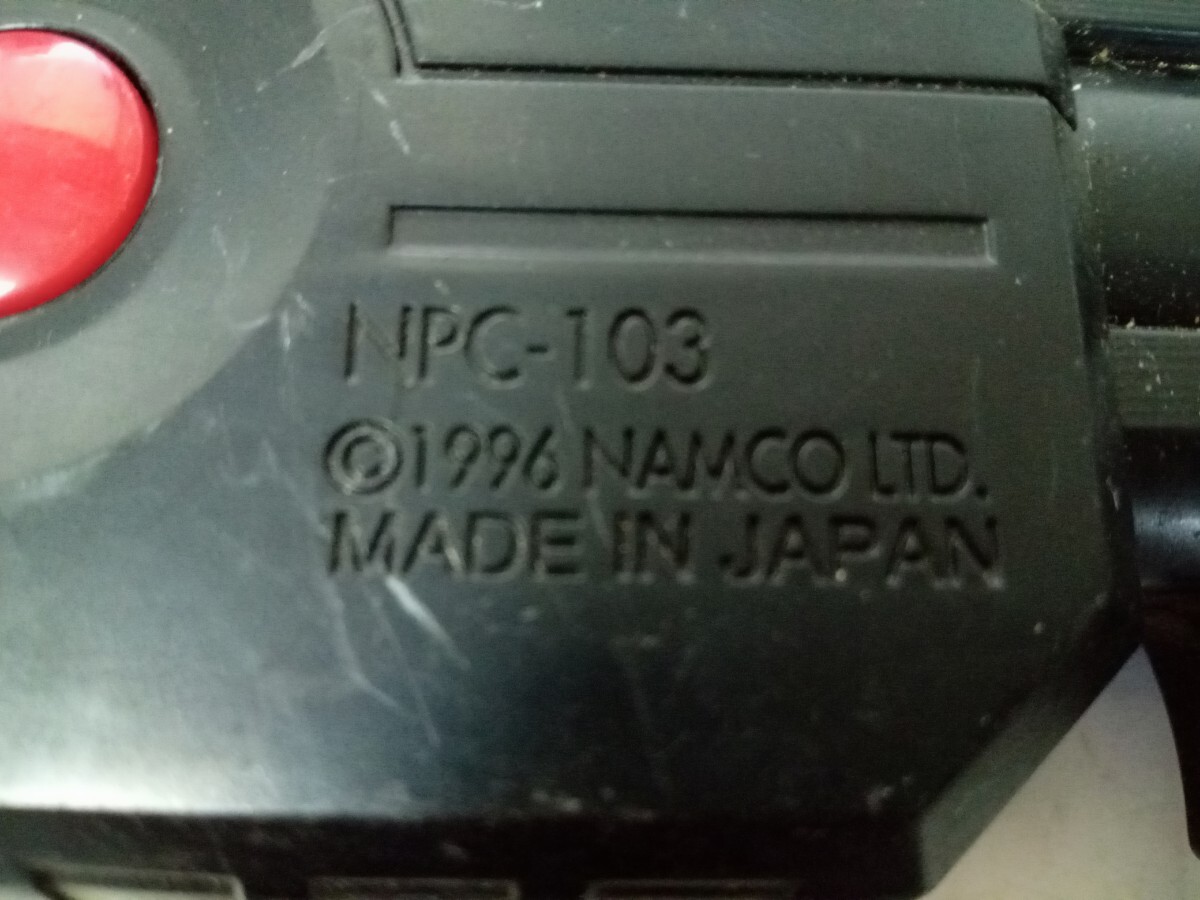 NPC-103
©1996 NAMCO LTD.
MADE IN JAPAN